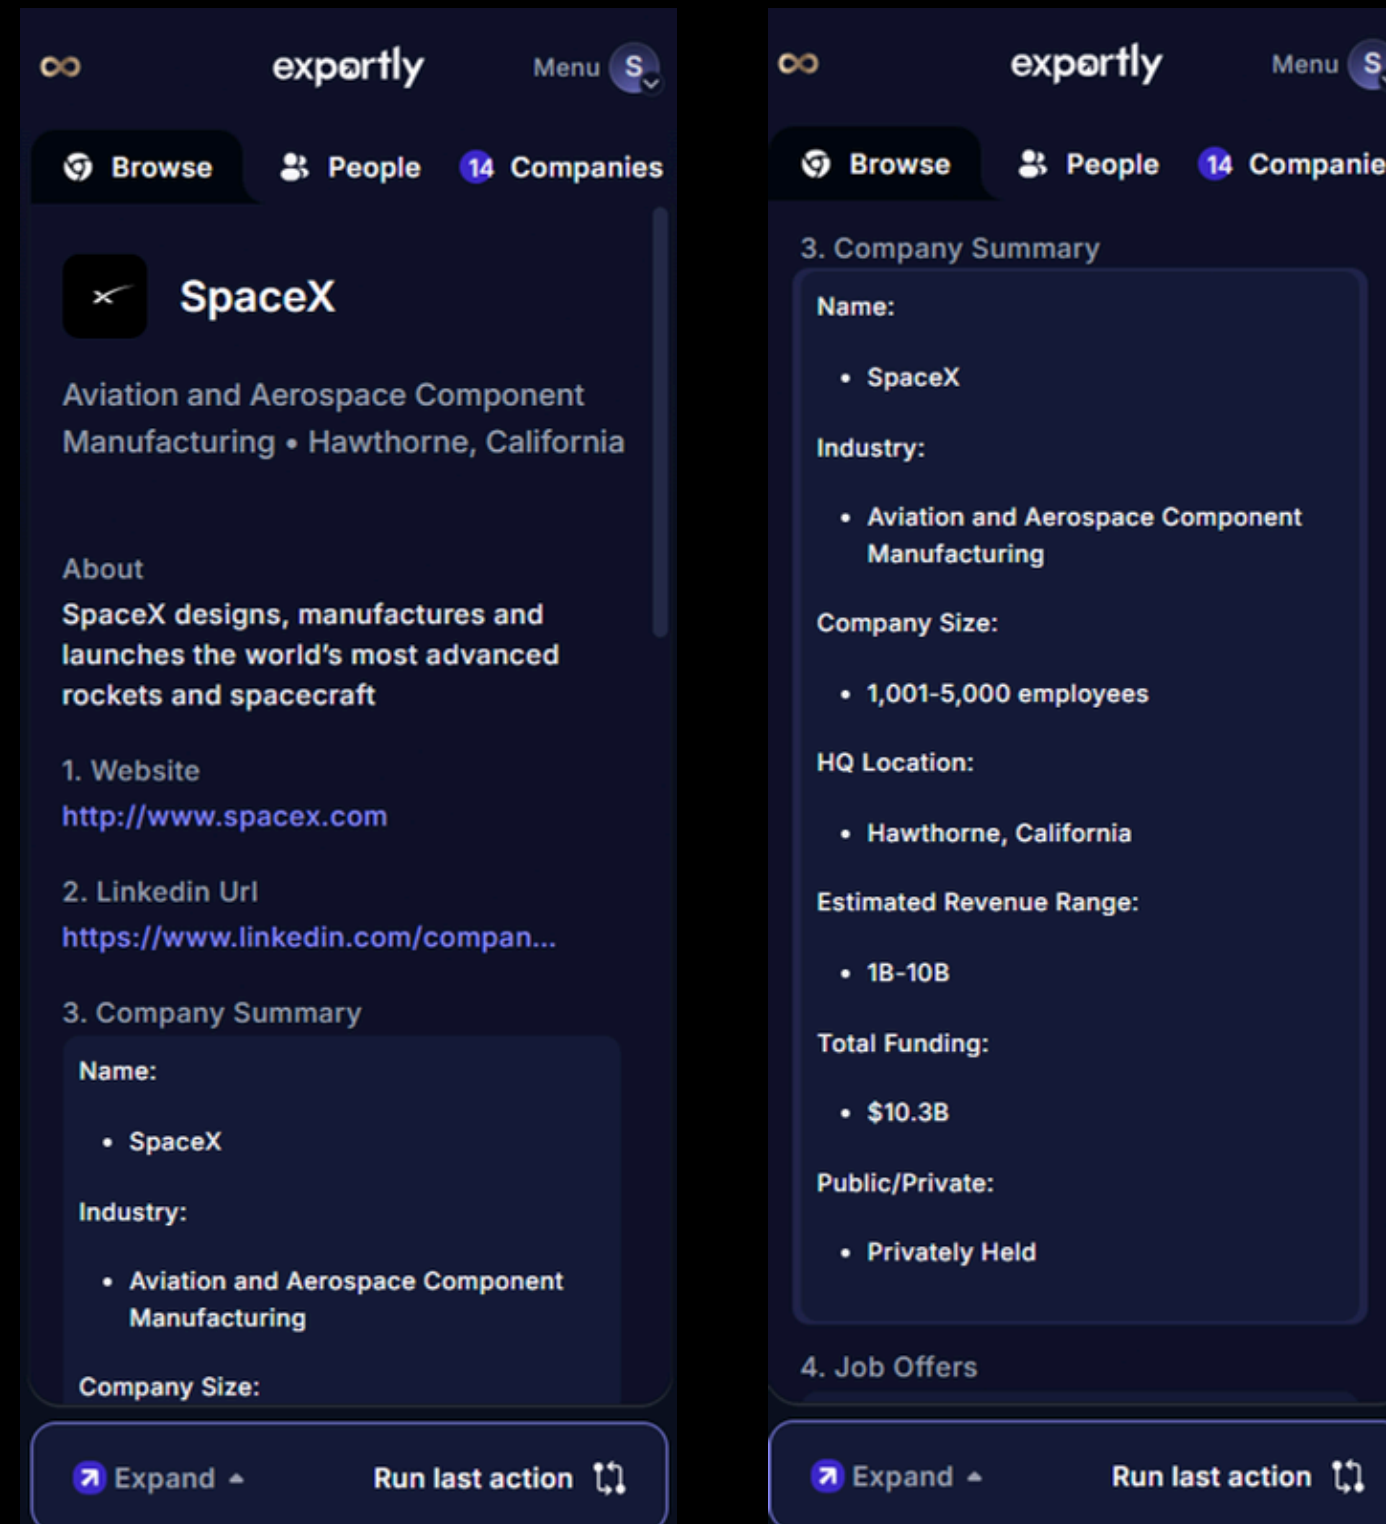 expertly
Menu S
Browse People 14 Companies
SpaceX
Aviation and Aerospace Component
Manufacturing • Hawthorne, California
About
SpaceX designs, manufactures and
launches the world's most advanced
rockets and spacecraft
1. Website
http://www.spacex.com
2. Linkedin Url
https://www.linkedin.com/compan...
3. Company Summary
Name:
• SpaceX
Industry:
• Aviation and Aerospace Component
Manufacturing
Company Size:
Expand Run last action
expertly
Menu S
Browse People 14 Companie
3. Company Summary
Name:
• SpaceX
Industry:
• Aviation and Aerospace Component
Manufacturing
Company Size:
• 1,001-5,000 employees
HQ Location:
• Hawthorne, California
Estimated Revenue Range:
• 1B-10B
Total Funding:
• $10.3B
Public/Private:
• Privately Held
4. Job Offers
Expand Run last action